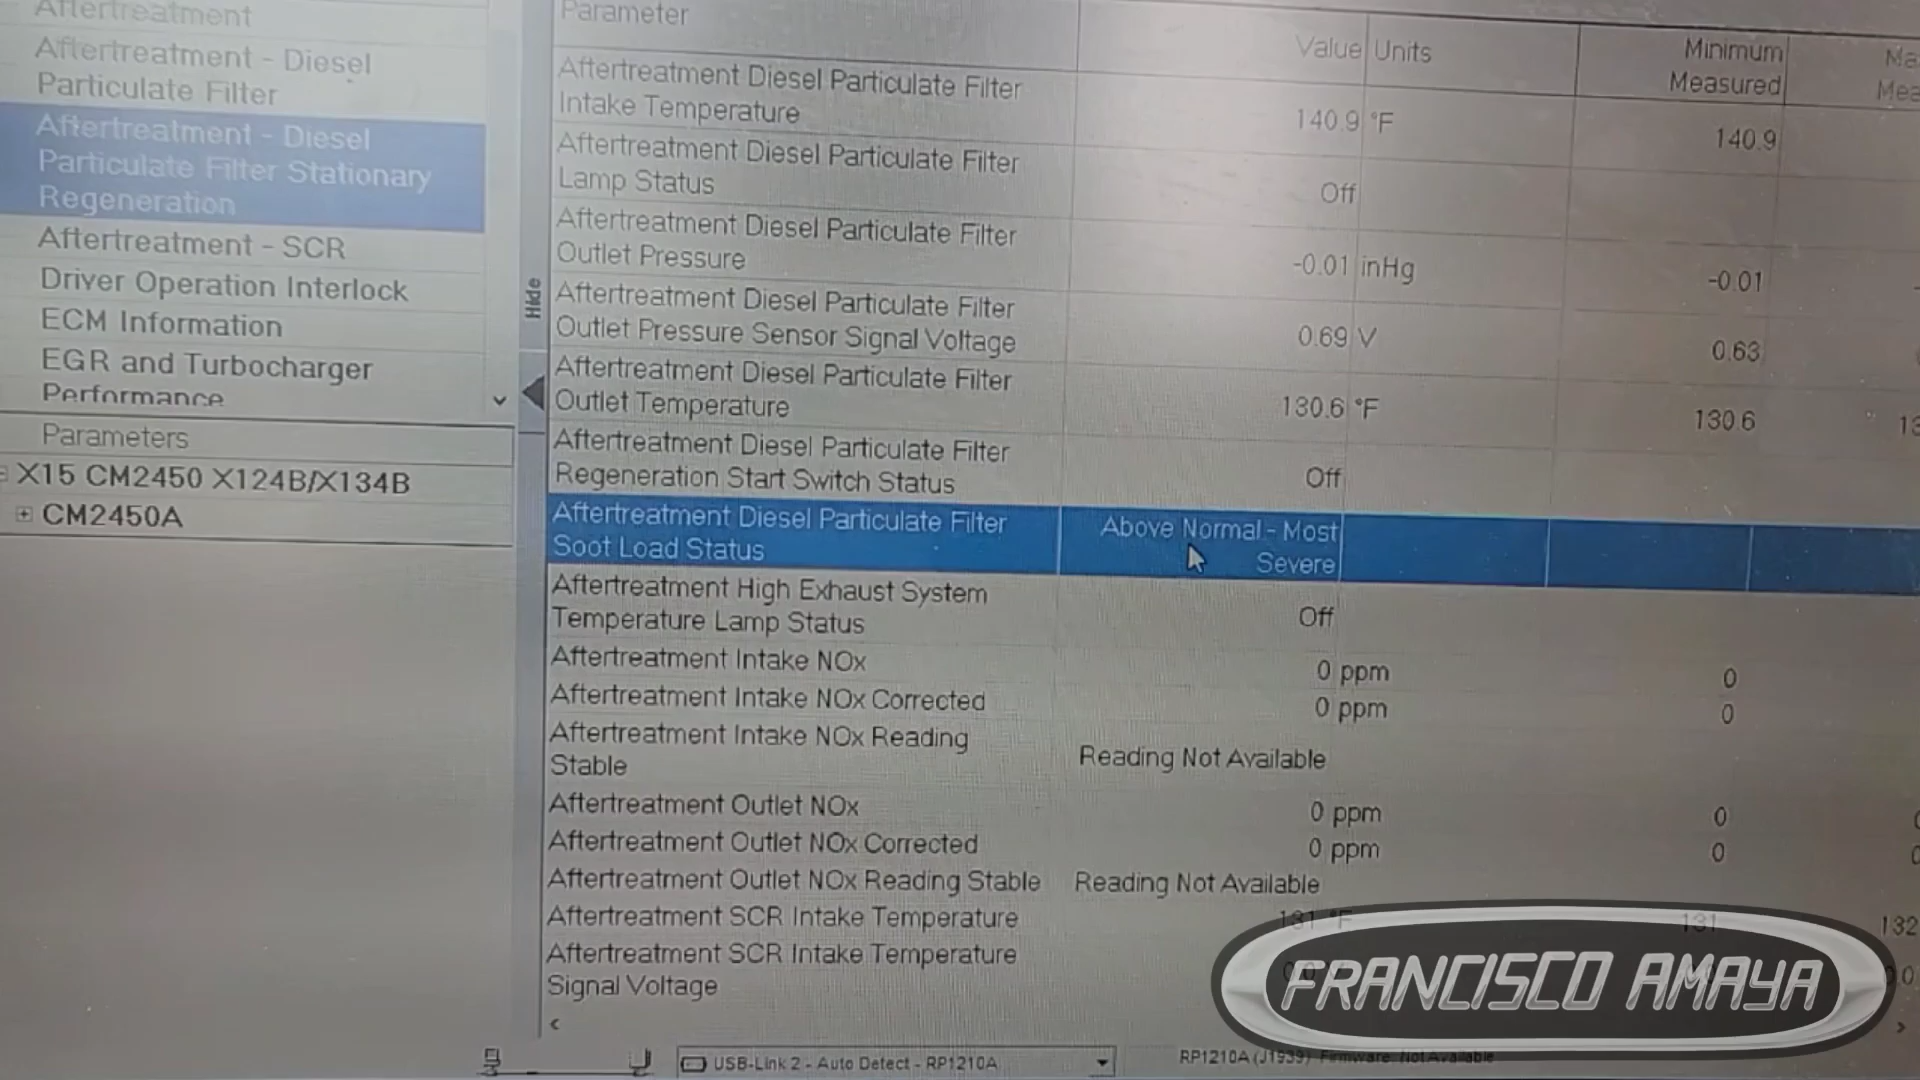 Aftertreatment
Aftertreatment - Diesel
Particulate Filter
Aftertreatment - Diesel
Particulate Filter Stationary
Regeneration
Aftertreatment - SCR
Driver Operation Interlock
ECM Information
EGR and Turbocharger
Performance
Parameters
X15 CM2450 X124B/X134B
CM2450A
Hide
Parameter
Value Units
Minimum
Measured
Aftertreatment Diesel Particulate Filter
Intake Temperature
140.9 °F
140.9
Aftertreatment Diesel Particulate Filter
Lamp Status
Off
Aftertreatment Diesel Particulate Filter
Outlet Pressure
-0.01 inHg
-0.01
Aftertreatment Diesel Particulate Filter
Outlet Pressure Sensor Signal Voltage
0.69 V
0.63
Aftertreatment Diesel Particulate Filter
Outlet Temperature
130.6 °F
130.6
Aftertreatment Diesel Particulate Filter
Regeneration Start Switch Status
Off
Aftertreatment Diesel Particulate Filter
Soot Load Status
Above Normal - Most
Severe
Aftertreatment High Exhaust System
Temperature Lamp Status
Off
Aftertreatment Intake NOx
0 ppm
0
Aftertreatment Intake NOx Corrected
0 ppm
0
Aftertreatment Intake NOx Reading
Stable
Reading Not Available
Aftertreatment Outlet NOx
0 ppm
0
Aftertreatment Outlet NOx Corrected
0 ppm
0
Aftertreatment Outlet NOx Reading Stable
Reading Not Available
Aftertreatment SCR Intake Temperature
131 °F
131
132
Aftertreatment SCR Intake Temperature
Signal Voltage
FRANCISCO AMAYA
USB-Link 2 - Auto Detect - RP1210A
RP1210A (J1939) Firmware: Not Available